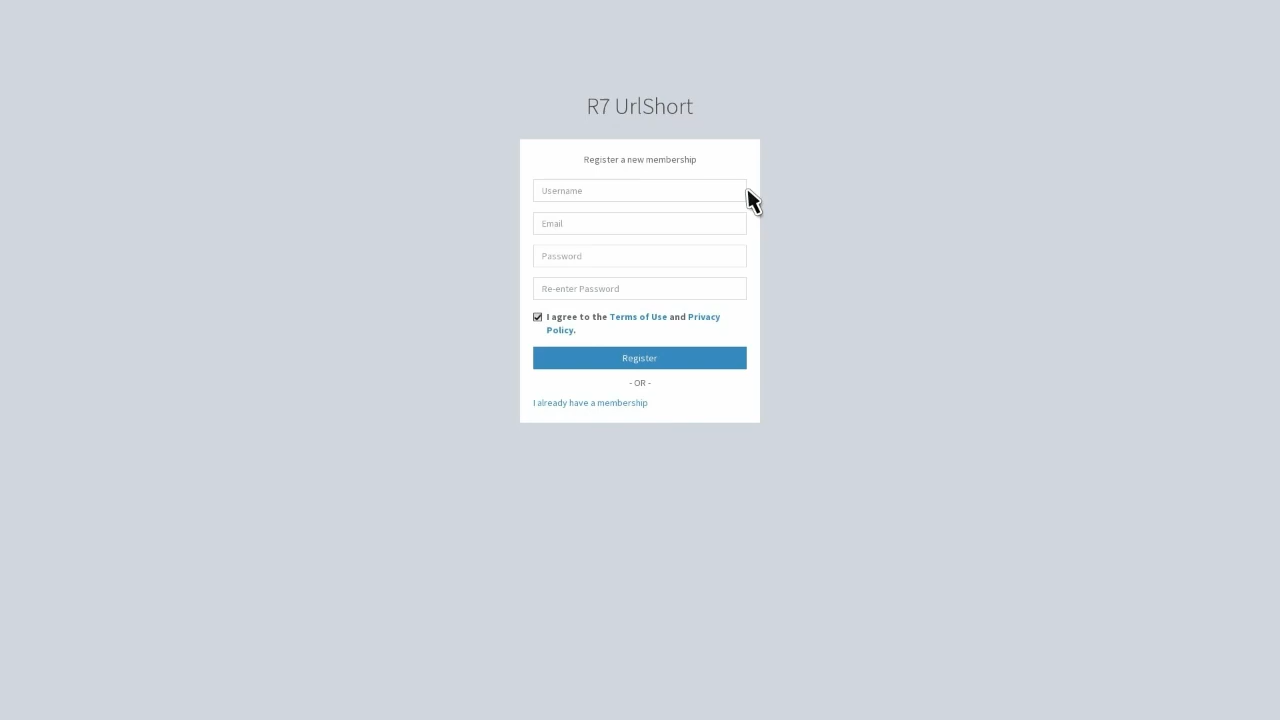 R7 UrlShort
Register a new membership
Username
Email
Password
Re-enter Password
I agree to the Terms of Use and Privacy
Policy.
Register
- OR -
I already have a membership